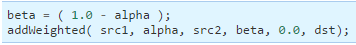 beta = ( 1.0 - alpha );
addWeighted( src1, alpha, src2, beta, 0.0, dst);